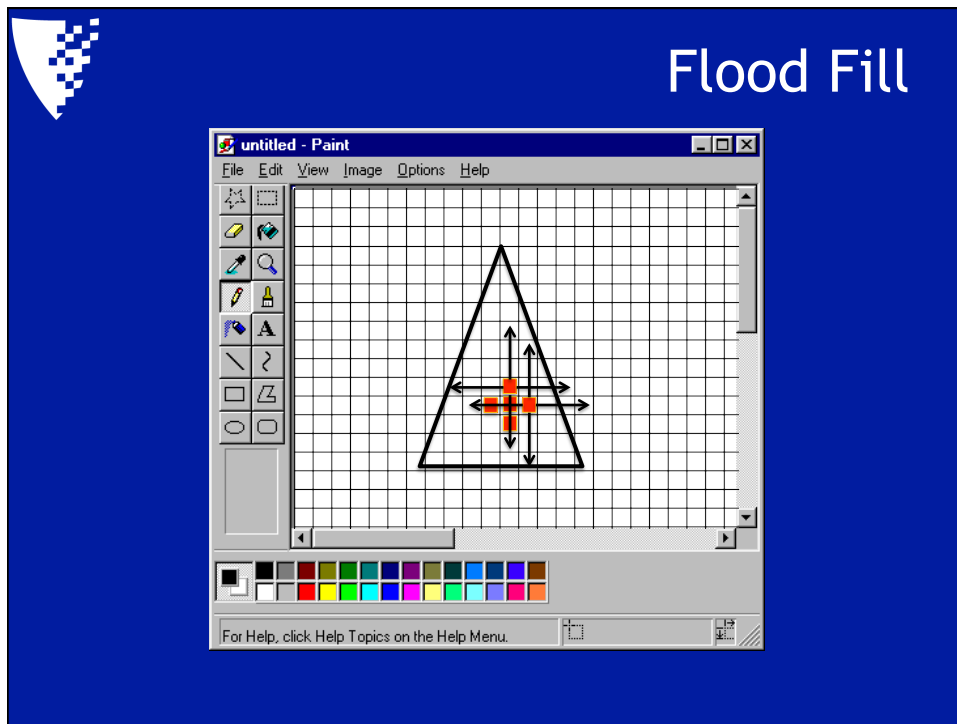 Flood Fill
untitled - Paint
File Edit View Image Options Help
A
For Help, click Help Topics on the Help Menu.